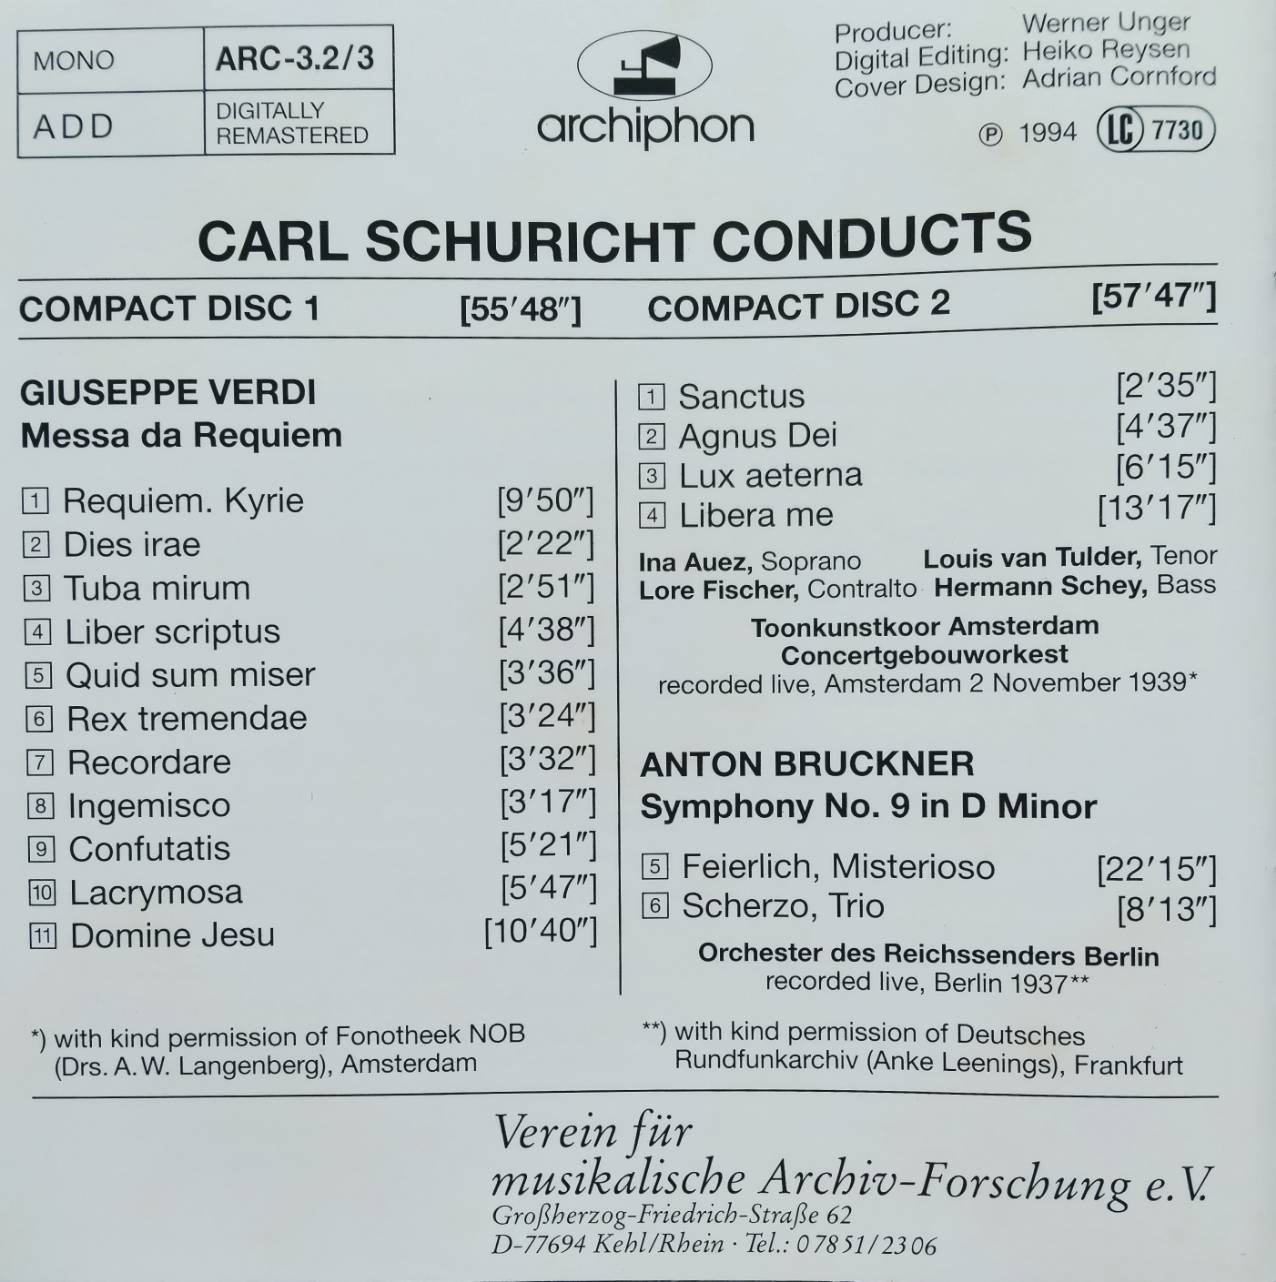 MONO
ARC-3.2/3
ADD
DIGITALLY
REMASTERED
archiphon
Producer: Werner Unger
Digital Editing: Heiko Reysen
Cover Design: Adrian Cornford
℗ 1994 LC 7730
CARL SCHURICHT CONDUCTS
COMPACT DISC 1 [55′48″]
GIUSEPPE VERDI
Messa da Requiem
1 Requiem. Kyrie [9′50″]
2 Dies irae [2′22″]
3 Tuba mirum [2′51″]
4 Liber scriptus [4′38″]
5 Quid sum miser [3′36″]
6 Rex tremendae [3′24″]
7 Recordare [3′32″]
8 Ingemisco [3′17″]
9 Confutatis [5′21″]
10 Lacrymosa [5′47″]
11 Domine Jesu [10′40″]
COMPACT DISC 2 [57′47″]
1 Sanctus [2′35″]
2 Agnus Dei [4′37″]
3 Lux aeterna [6′15″]
4 Libera me [13′17″]
Ina Auez, Soprano Louis van Tulder, Tenor
Lore Fischer, Contralto Hermann Schey, Bass
Toonkunstkoor Amsterdam
Concertgebouworkest
recorded live, Amsterdam 2 November 1939*
ANTON BRUCKNER
Symphony No. 9 in D Minor
5 Feierlich, Misterioso [22′15″]
6 Scherzo, Trio [8′13″]
Orchester des Reichssenders Berlin
recorded live, Berlin 1937**
*) with kind permission of Fonotheek NOB
(Drs. A. W. Langenberg), Amsterdam
**) with kind permission of Deutsches
Rundfunkarchiv (Anke Leenings), Frankfurt
Verein für
musikalische Archiv-Forschung e. V.
Großherzog-Friedrich-Straße 62
D-77694 Kehl/Rhein · Tel.: 0 78 51/23 06